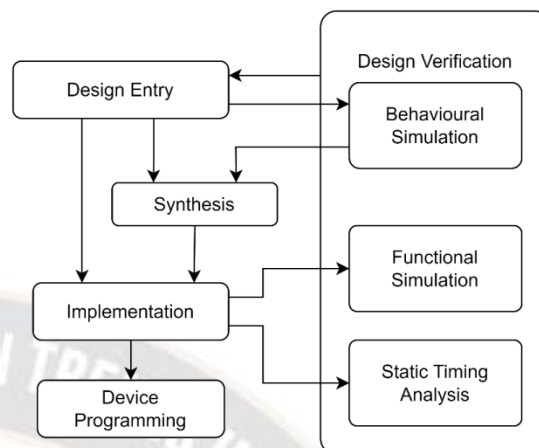 Design Verification
Design Entry
Behavioural
Simulation
Synthesis
Functional
Simulation
Implementation
Static Timing
Analysis
Device
Programming